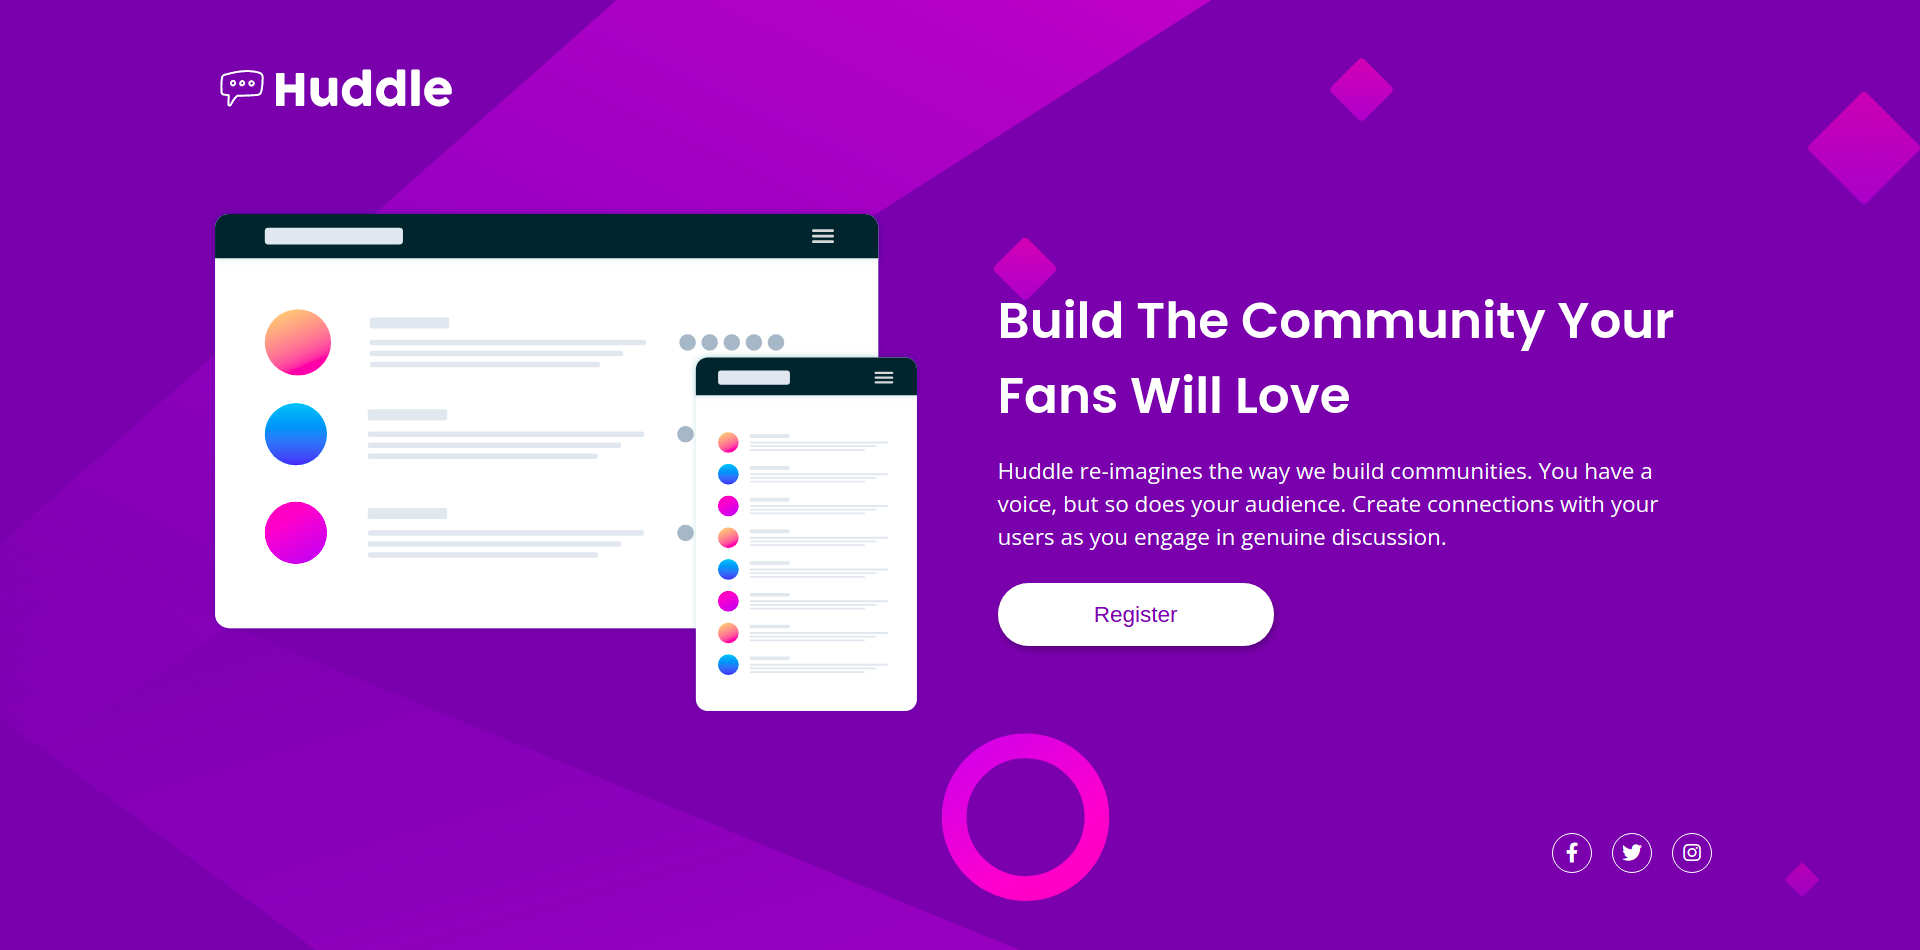 Huddle
Build The Community Your
Fans Will Love
Huddle re-imagines the way we build communities. You have a
voice, but so does your audience. Create connections with your
users as you engage in genuine discussion.
Register